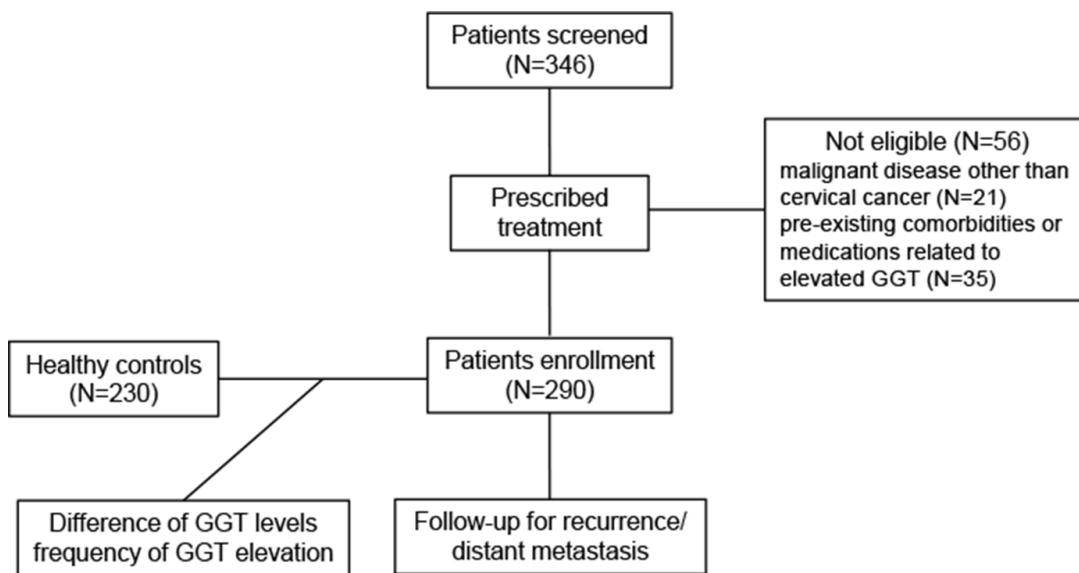 Patients screened
(N=346)
Not eligible (N=56)
malignant disease other than
cervical cancer (N=21)
pre-existing comorbidities or
medications related to
elevated GGT (N=35)
Prescribed
treatment
Healthy controls
(N=230)
Patients enrollment
(N=290)
Difference of GGT levels
frequency of GGT elevation
Follow-up for recurrence/
distant metastasis